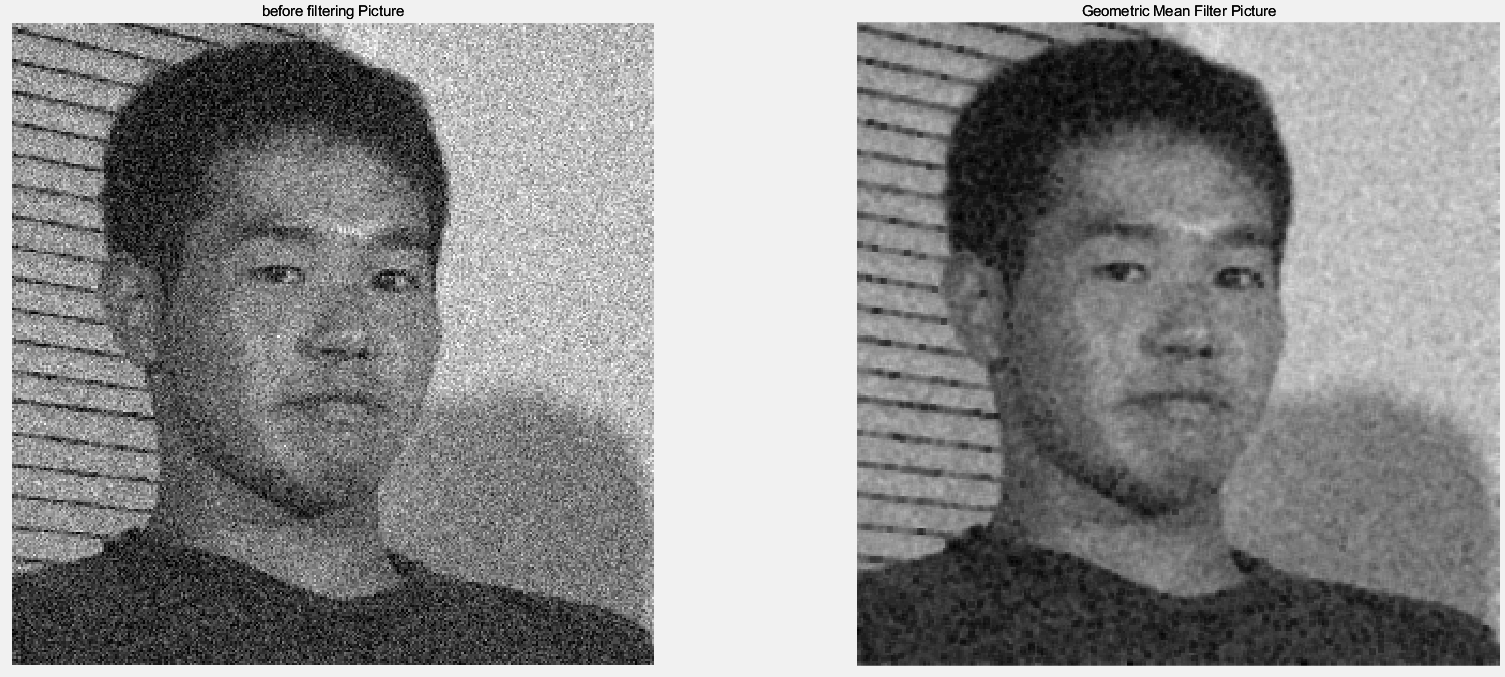 before filtering Picture
Geometric Mean Filter Picture